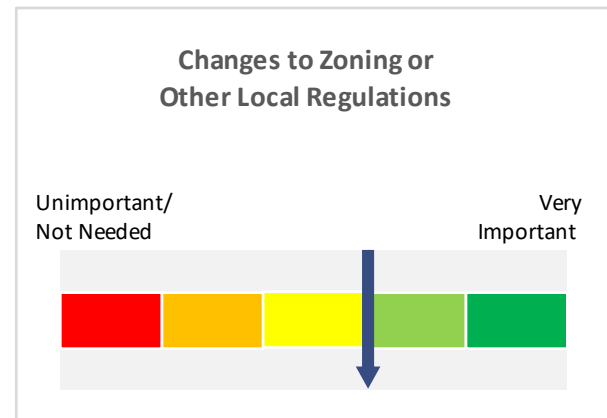 Changes to Zoning or
Other Local Regulations
Unimportant/
Not Needed
Very
Important